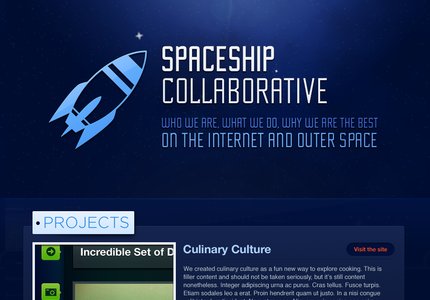 SPACESHIP
COLLABORATIVE
WHO WE ARE, WHAT WE DO, WHY WE ARE THE BEST
ON THE INTERNET AND OUTER SPACE
• PROJECTS
Incredible Set of D
Culinary Culture
Visit the site
We created culinary culture as a fun new way to explore cooking. This is
filler content and should not be taken seriously, but it's still content
nonetheless. Integer adipiscing urna ac purus. Cras tellus. Fusce turpis.
Etiam sodales leo a erat. Proin hendrerit quam ut justo. In a nisi congue